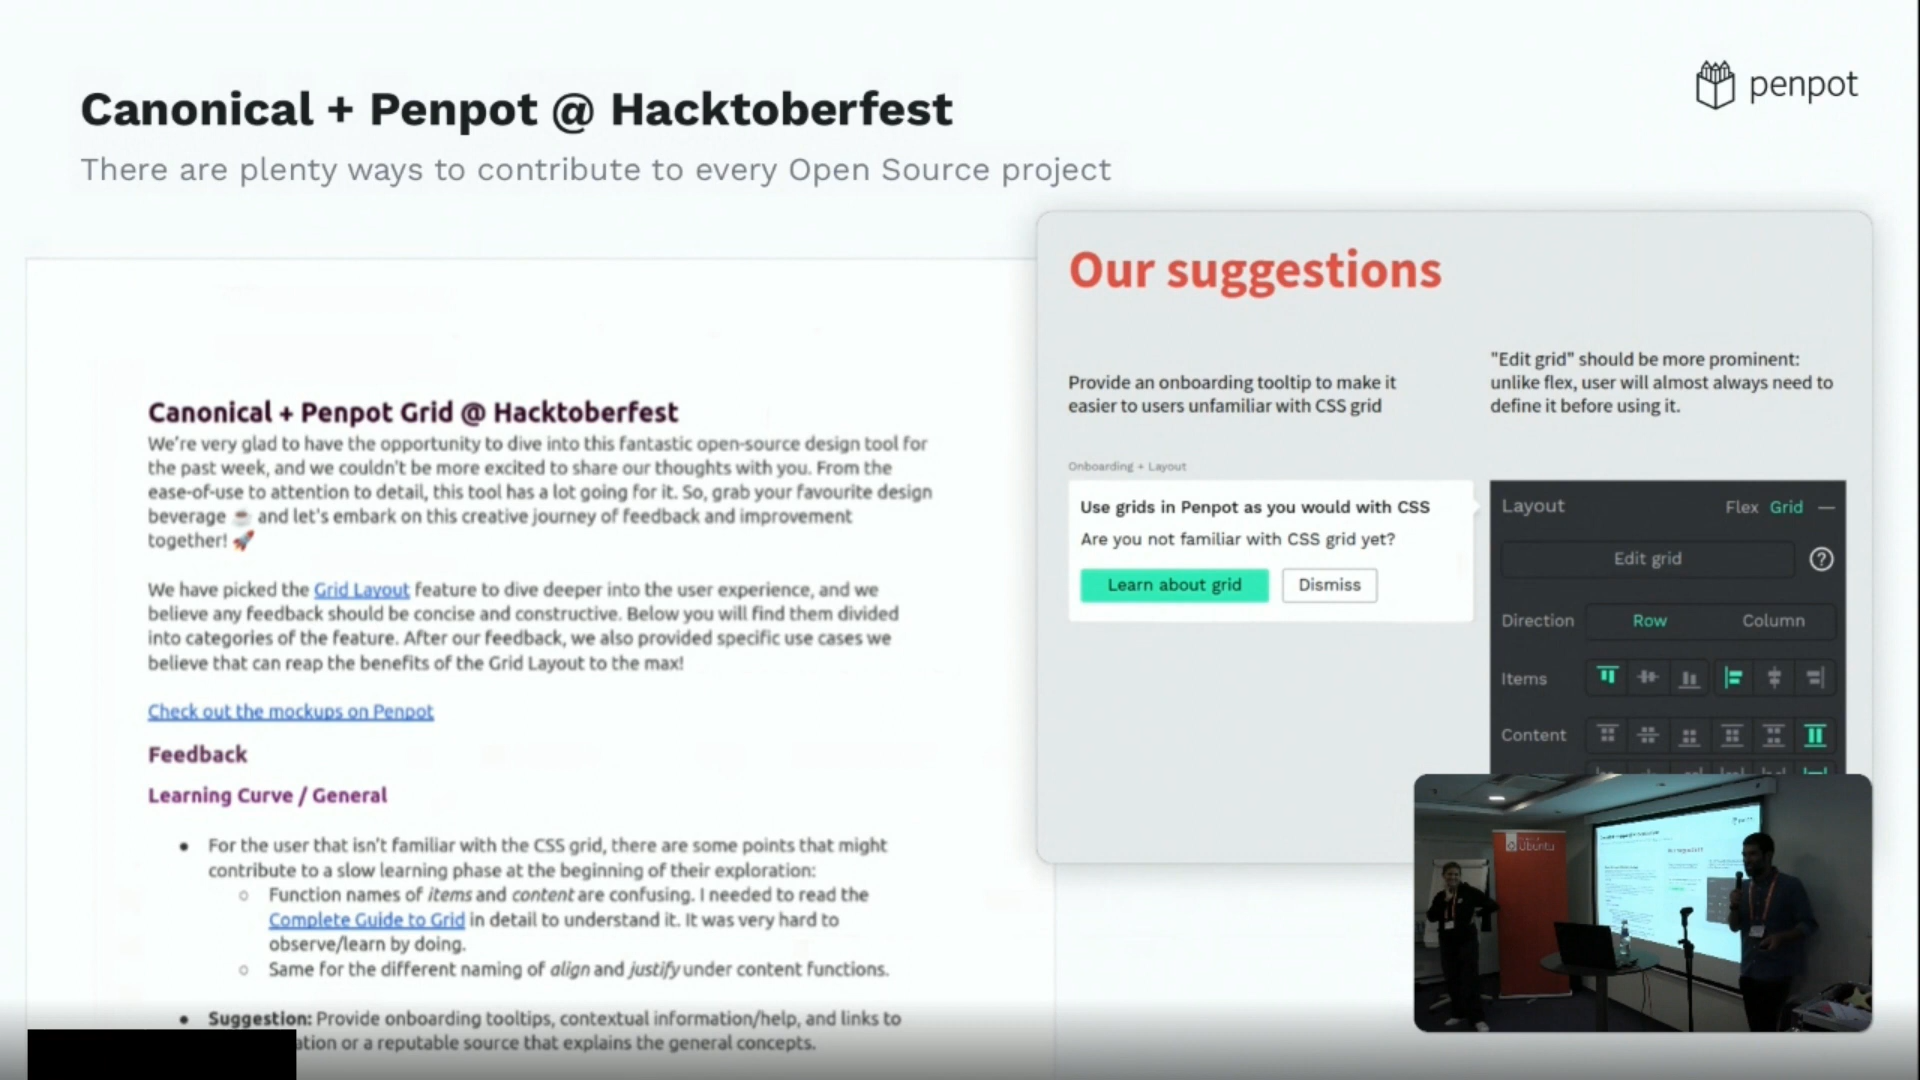 Canonical + Penpot @ Hacktoberfest
There are plenty ways to contribute to every Open Source project
penpot
Canonical + Penpot Grid @ Hacktoberfest
We're very glad to have the opportunity to dive into this fantastic open-source design tool for
the past week, and we couldn't be more excited to share our thoughts with you. From the
ease-of-use to attention to detail, this tool has a lot going for it. So, grab your favourite design
beverage ☕ and let's embark on this creative journey of feedback and improvement
together! 🚀
We have picked the Grid Layout feature to dive deeper into the user experience, and we
believe any feedback should be concise and constructive. Below you will find them divided
into categories of the feature. After our feedback, we also provided specific use cases we
believe that can reap the benefits of the Grid Layout to the max!
Check out the mockups on Penpot
Feedback
Learning Curve / General
• For the user that isn't familiar with the CSS grid, there are some points that might
contribute to a slow learning phase at the beginning of their exploration:
○ Function names of items and content are confusing. I needed to read the
Complete Guide to Grid in detail to understand it. It was very hard to
observe/learn by doing.
○ Same for the different naming of align and justify under content functions.
• Suggestion: Provide onboarding tooltips, contextual information/help, and links to
ation or a reputable source that explains the general concepts.
Our suggestions
Provide an onboarding tooltip to make it
easier to users unfamiliar with CSS grid
Onboarding + Layout
Use grids in Penpot as you would with CSS
Are you not familiar with CSS grid yet?
Learn about grid Dismiss
"Edit grid" should be more prominent:
unlike flex, user will almost always need to
define it before using it.
Layout Flex Grid —
Edit grid ?
Direction Row Column
Items
Content
Ubuntu